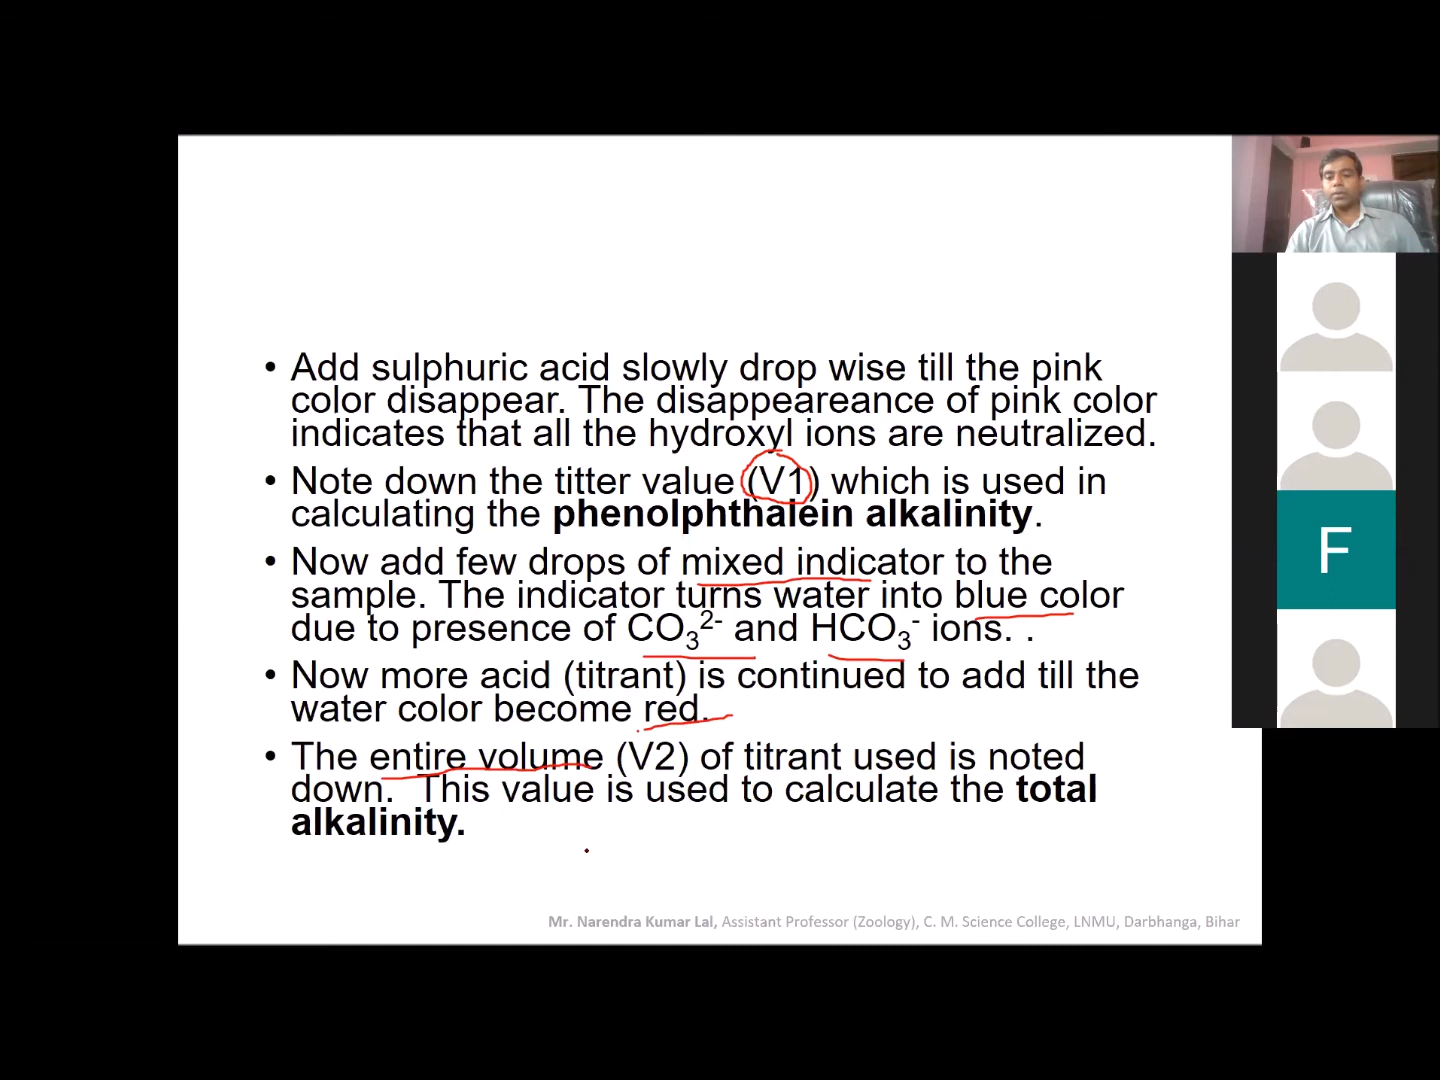 • Add sulphuric acid slowly drop wise till the pink
color disappear. The disappeareance of pink color
indicates that all the hydroxyl ions are neutralized.
• Note down the titter value (V1) which is used in
calculating the phenolphthalein alkalinity.
• Now add few drops of mixed indicator to the
sample. The indicator turns water into blue color
due to presence of CO₃²⁻ and HCO₃⁻ ions. .
• Now more acid (titrant) is continued to add till the
water color become red.
• The entire volume (V2) of titrant used is noted
down.  This value is used to calculate the total
alkalinity.
F
Mr. Narendra Kumar Lal, Assistant Professor (Zoology), C. M. Science College, LNMU, Darbhanga, Bihar